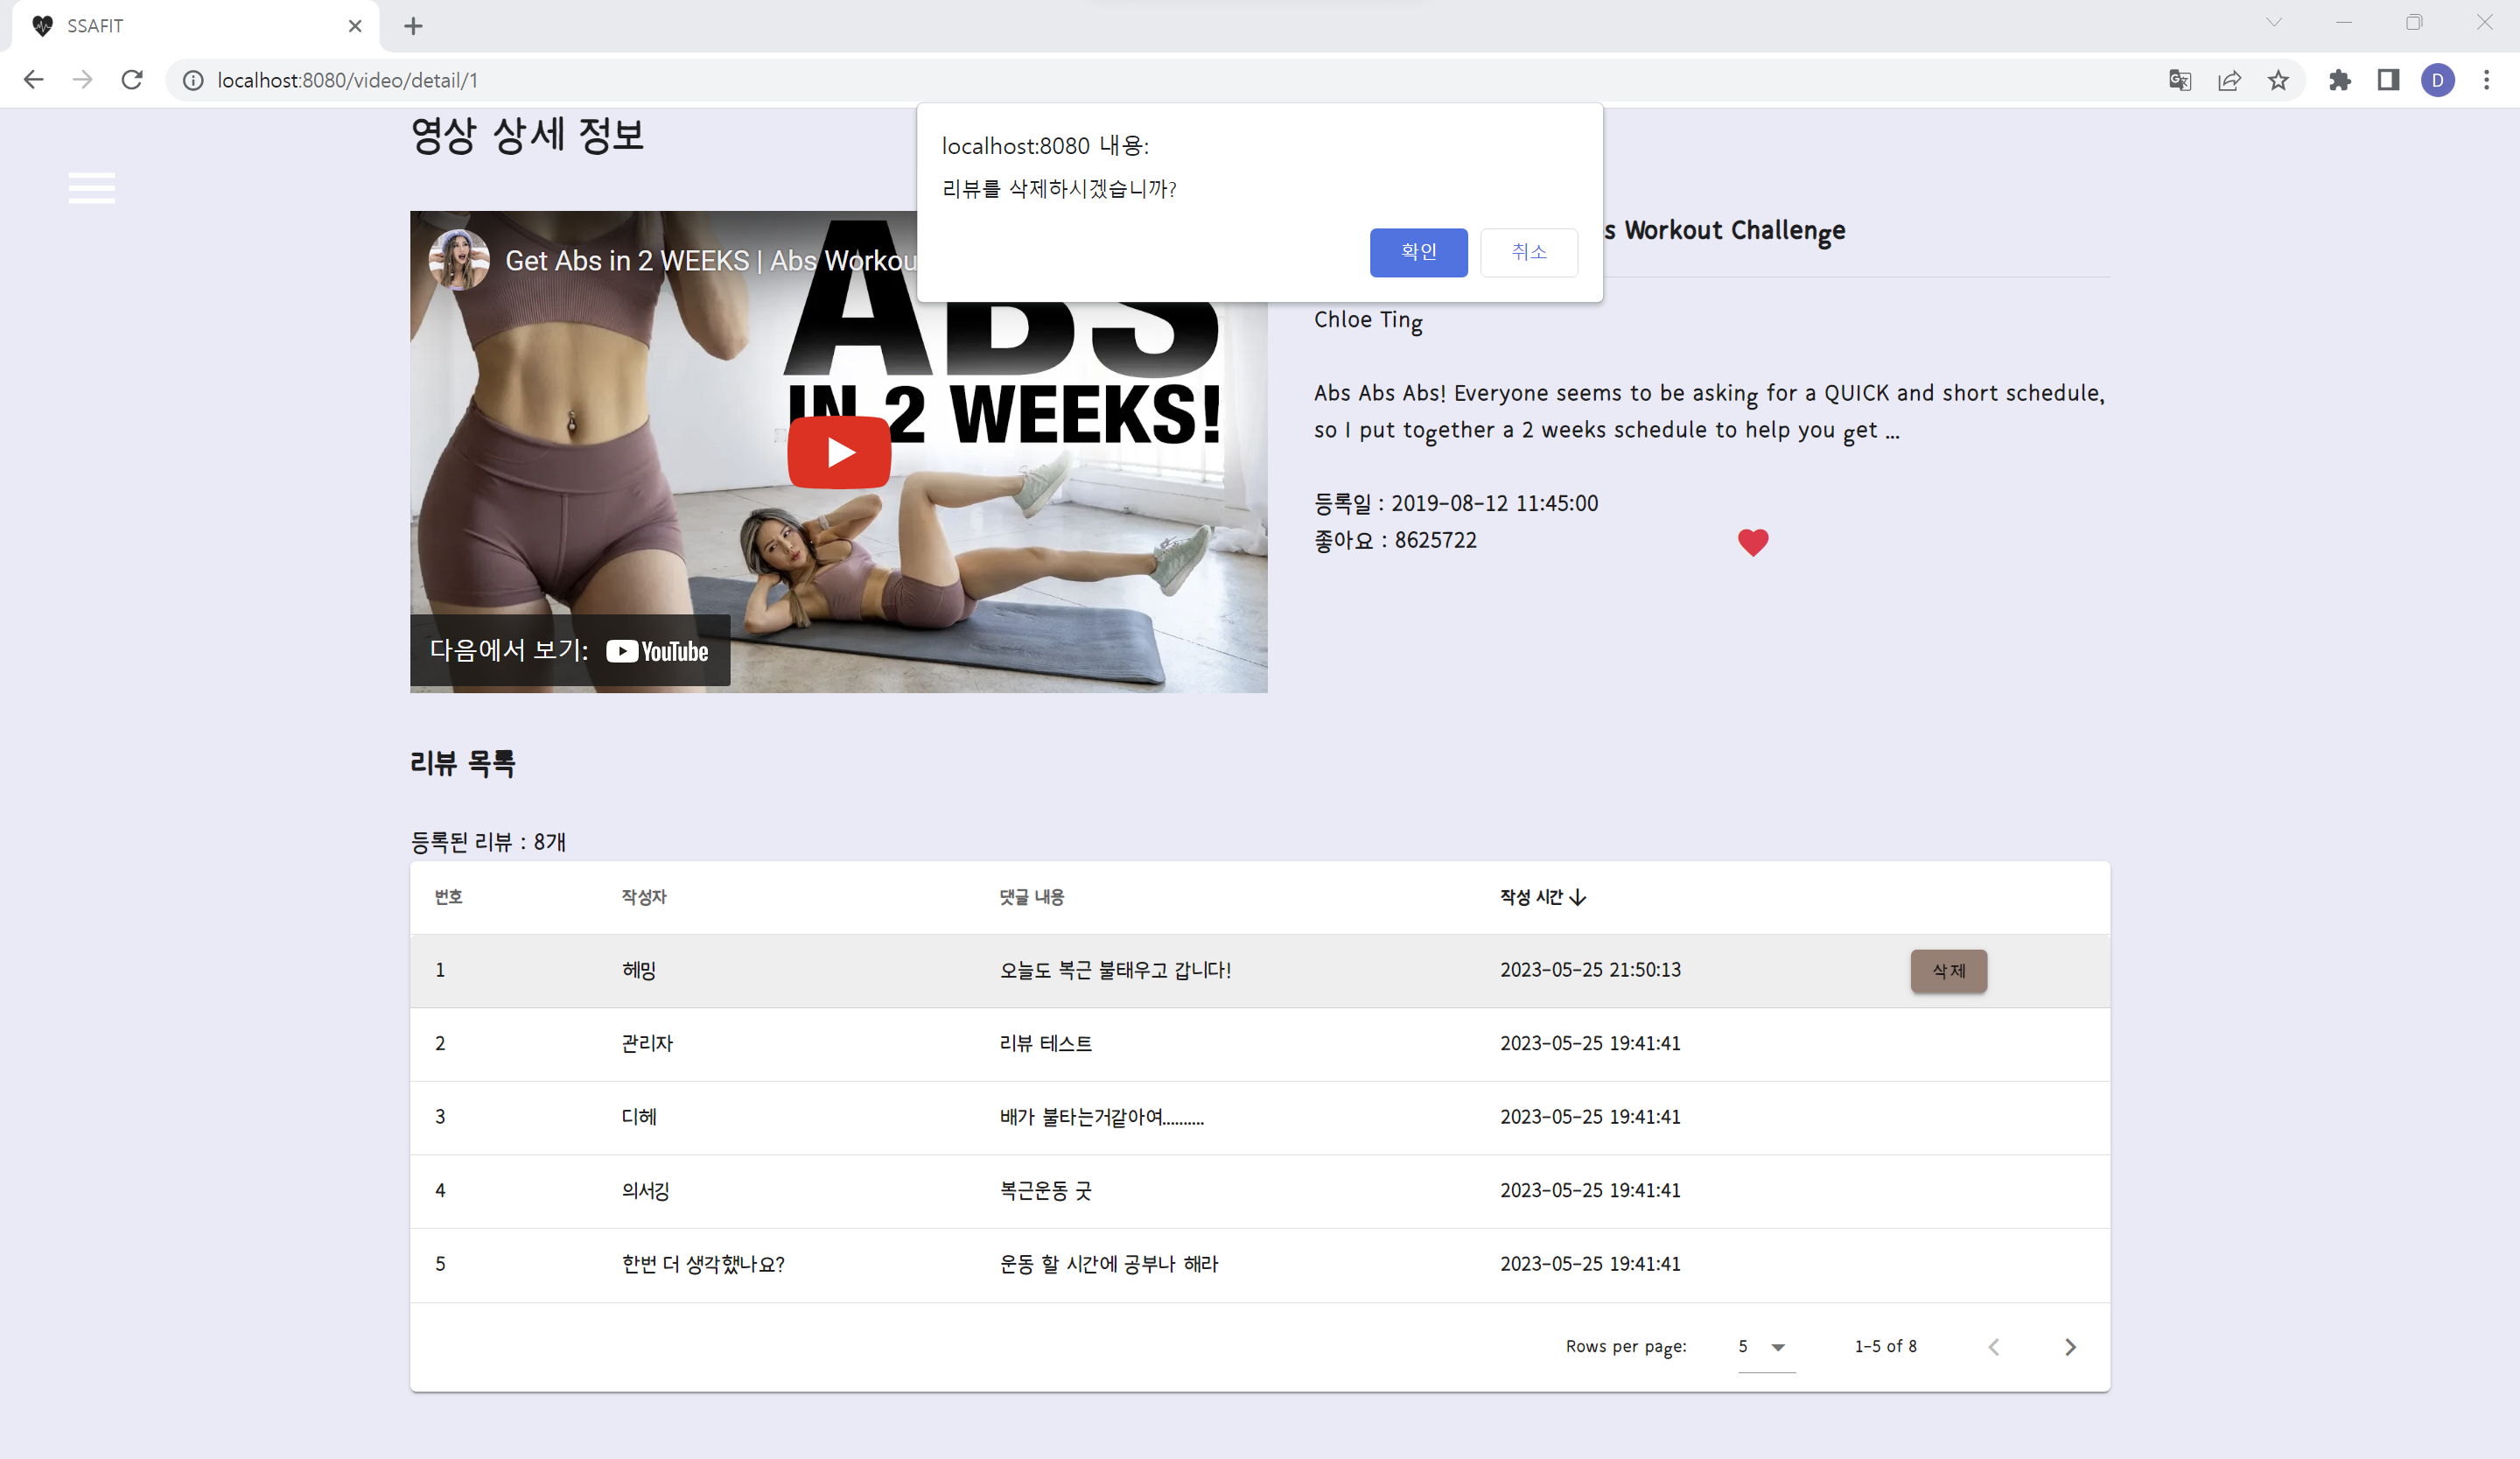 SSAFIT
localhost:8080/video/detail/1
D
영상 상세 정보
localhost:8080 내용:
리뷰를 삭제하시겠습니까?
확인 취소
Get Abs in 2 WEEKS | Abs Workou
ABS
IN 2 WEEKS!
다음에서 보기: YouTube
s Workout Challenge
Chloe Ting
Abs Abs Abs! Everyone seems to be asking for a QUICK and short schedule,
so I put together a 2 weeks schedule to help you get ...
등록일 : 2019-08-12 11:45:00
좋아요 : 8625722
리뷰 목록
등록된 리뷰 : 8개
번호 작성자 댓글 내용 작성 시간
1 헤밍 오늘도 복근 불태우고 갑니다! 2023-05-25 21:50:13 삭제
2 관리자 리뷰 테스트 2023-05-25 19:41:41
3 디헤 배가 불타는거같아여.......... 2023-05-25 19:41:41
4 의서깅 복근운동 굿 2023-05-25 19:41:41
5 한번 더 생각했나요? 운동 할 시간에 공부나 해라 2023-05-25 19:41:41
Rows per page: 5 1-5 of 8